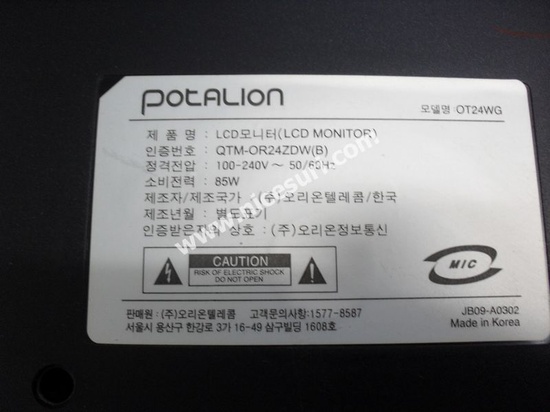 potalion
모델명 :OT24WG
제 품 명 : LCD모니터(LCD MONITOR)
인증번호 : QTM-OR24ZDW(B)
정격전압 : 100-240V ~ 50/60Hz
소비전력 : 85W
제조자/제조국가 (주)오리온텔레콤/한국
제조년월 : 별도표기
인증받은자의 상호 : (주)오리온정보통신
CAUTION
RISK OF ELECTRIC SHOCK
DO NOT OPEN
MIC
판매원 : (주)오리온텔콤 고객문의사항:1577-8587
서울시 용산구 한강로 3가 16-49 삼구빌딩 1608호
JB09-A0302
Made in Korea